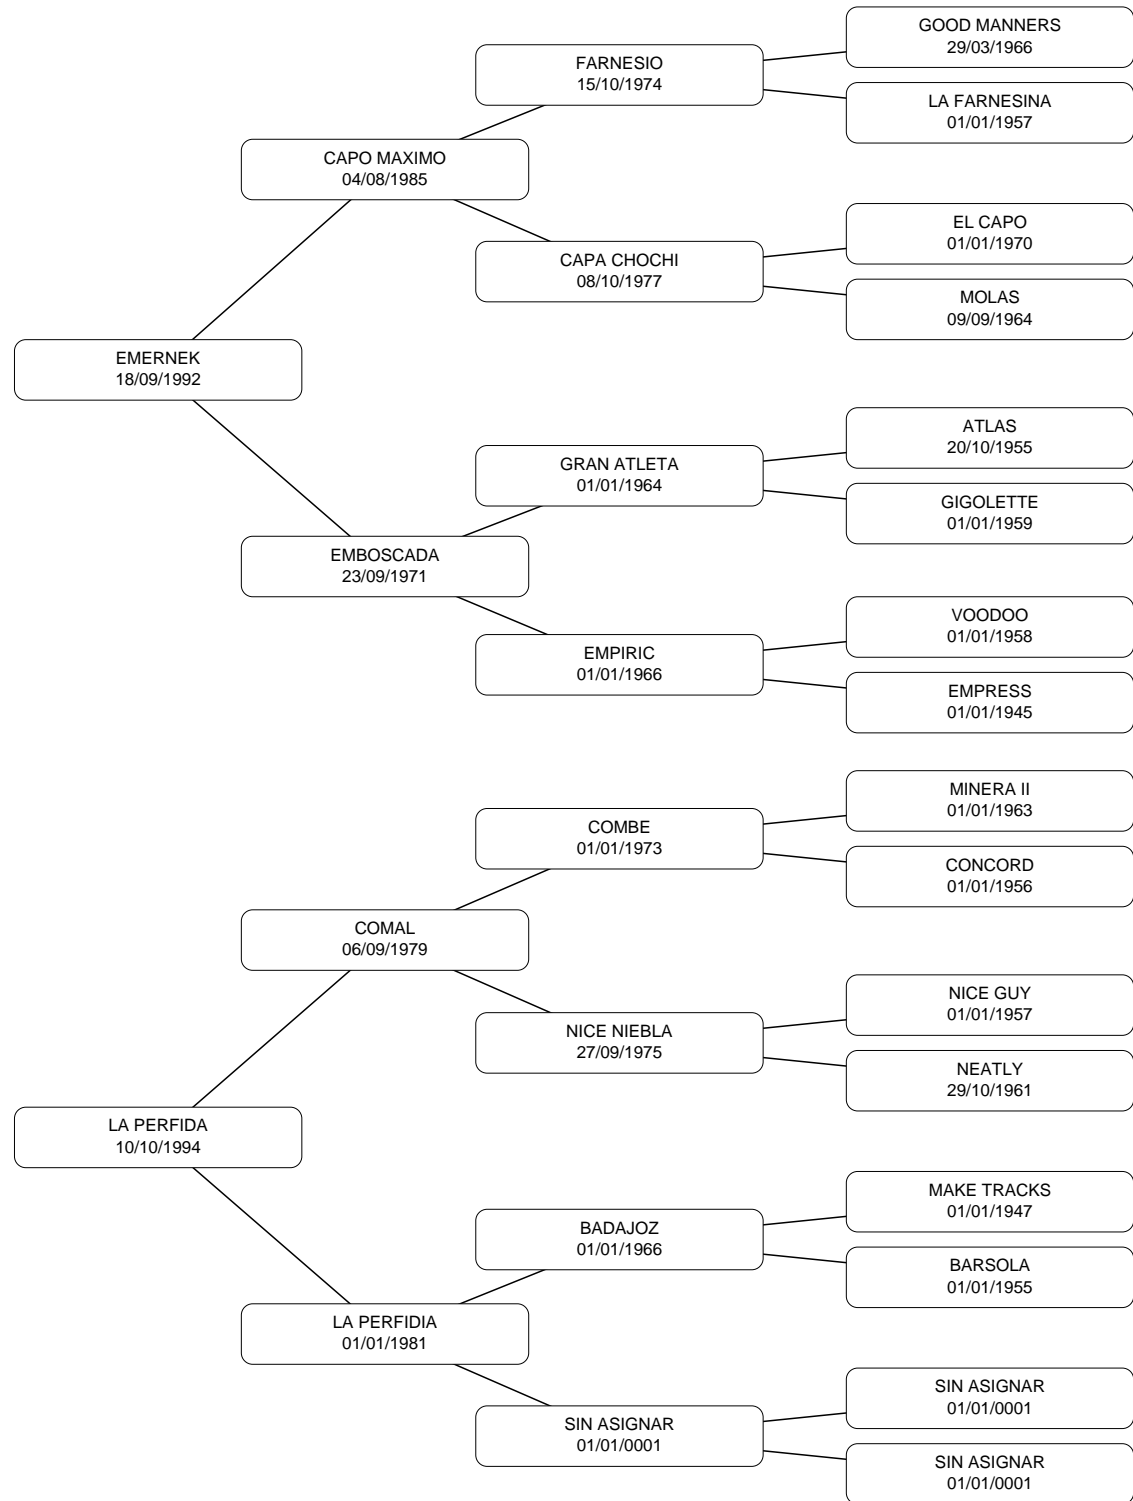 GOOD MANNERS
29/03/1966
FARNESIO
15/10/1974
LA FARNESINA
01/01/1957
CAPO MAXIMO
04/08/1985
EL CAPO
01/01/1970
CAPA CHOCHI
08/10/1977
MOLAS
09/09/1964
EMERNEK
18/09/1992
ATLAS
20/10/1955
GRAN ATLETA
01/01/1964
GIGOLETTE
01/01/1959
EMBOSCADA
23/09/1971
VOODOO
01/01/1958
EMPIRIC
01/01/1966
EMPRESS
01/01/1945
MINERA II
01/01/1963
COMBE
01/01/1973
CONCORD
01/01/1956
COMAL
06/09/1979
NICE GUY
01/01/1957
NICE NIEBLA
27/09/1975
NEATLY
29/10/1961
LA PERFIDA
10/10/1994
MAKE TRACKS
01/01/1947
BADAJOZ
01/01/1966
BARSOLA
01/01/1955
LA PERFIDIA
01/01/1981
SIN ASIGNAR
01/01/0001
SIN ASIGNAR
01/01/0001
SIN ASIGNAR
01/01/0001